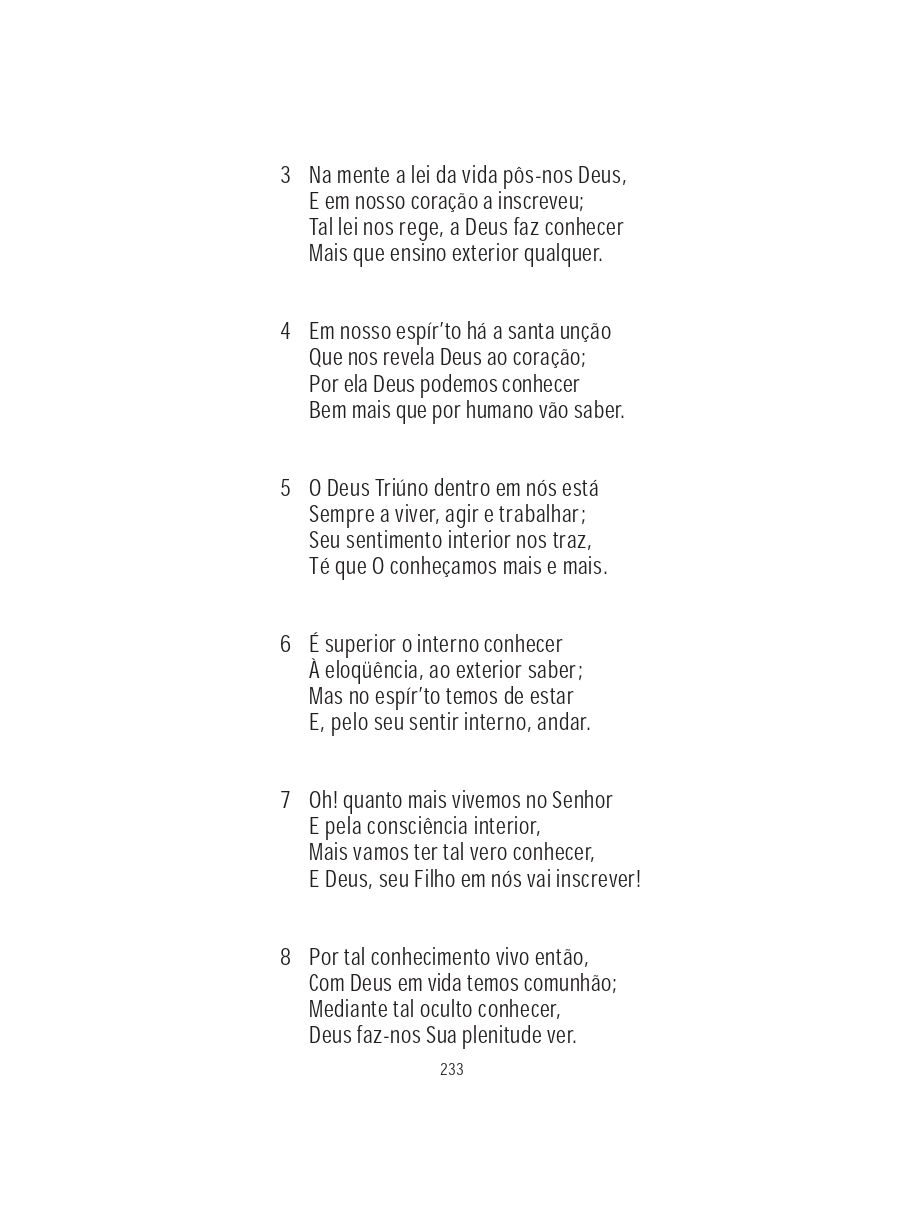 3 Na mente a lei da vida pôs-nos Deus,
E em nosso coração a inscreveu;
Tal lei nos rege, a Deus faz conhecer
Mais que ensino exterior qualquer.
4 Em nosso espír’to há a santa unção
Que nos revela Deus ao coração;
Por ela Deus podemos conhecer
Bem mais que por humano vão saber.
5 O Deus Triúno dentro em nós está
Sempre a viver, agir e trabalhar;
Seu sentimento interior nos traz,
Té que O conheçamos mais e mais.
6 É superior o interno conhecer
À eloqüência, ao exterior saber;
Mas no espír’to temos de estar
E, pelo seu sentir interno, andar.
7 Oh! quanto mais vivemos no Senhor
E pela consciência interior,
Mais vamos ter tal vero conhecer,
E Deus, seu Filho em nós vai inscrever!
8 Por tal conhecimento vivo então,
Com Deus em vida temos comunhão;
Mediante tal oculto conhecer,
Deus faz-nos Sua plenitude ver.
233